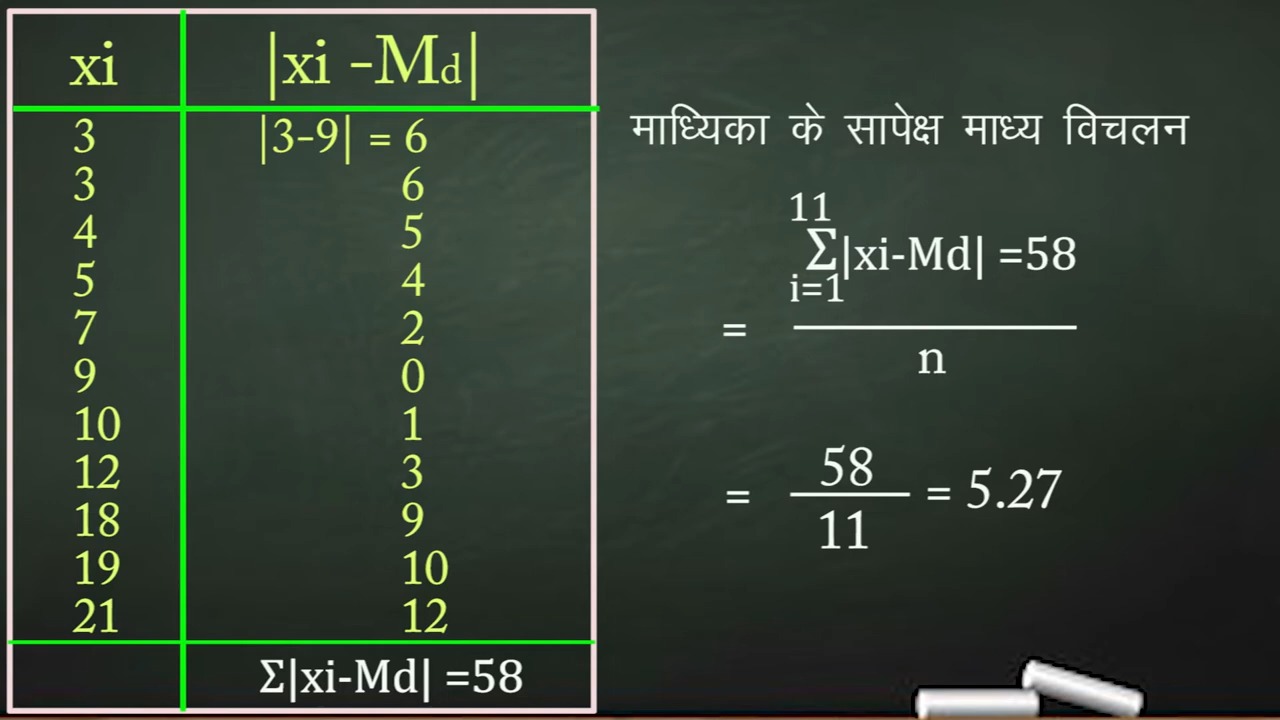 xi |xi -Md|
3 |3-9| = 6
3 6
4 5
5 4
7 2
9 0
10 1
12 3
18 9
19 10
21 12
Σ|xi-Md| =58
माध्यिका के सापेक्ष माध्य विचलन
11
Σ|xi-Md| =58
i=1
=
n
58
= = 5.27
11